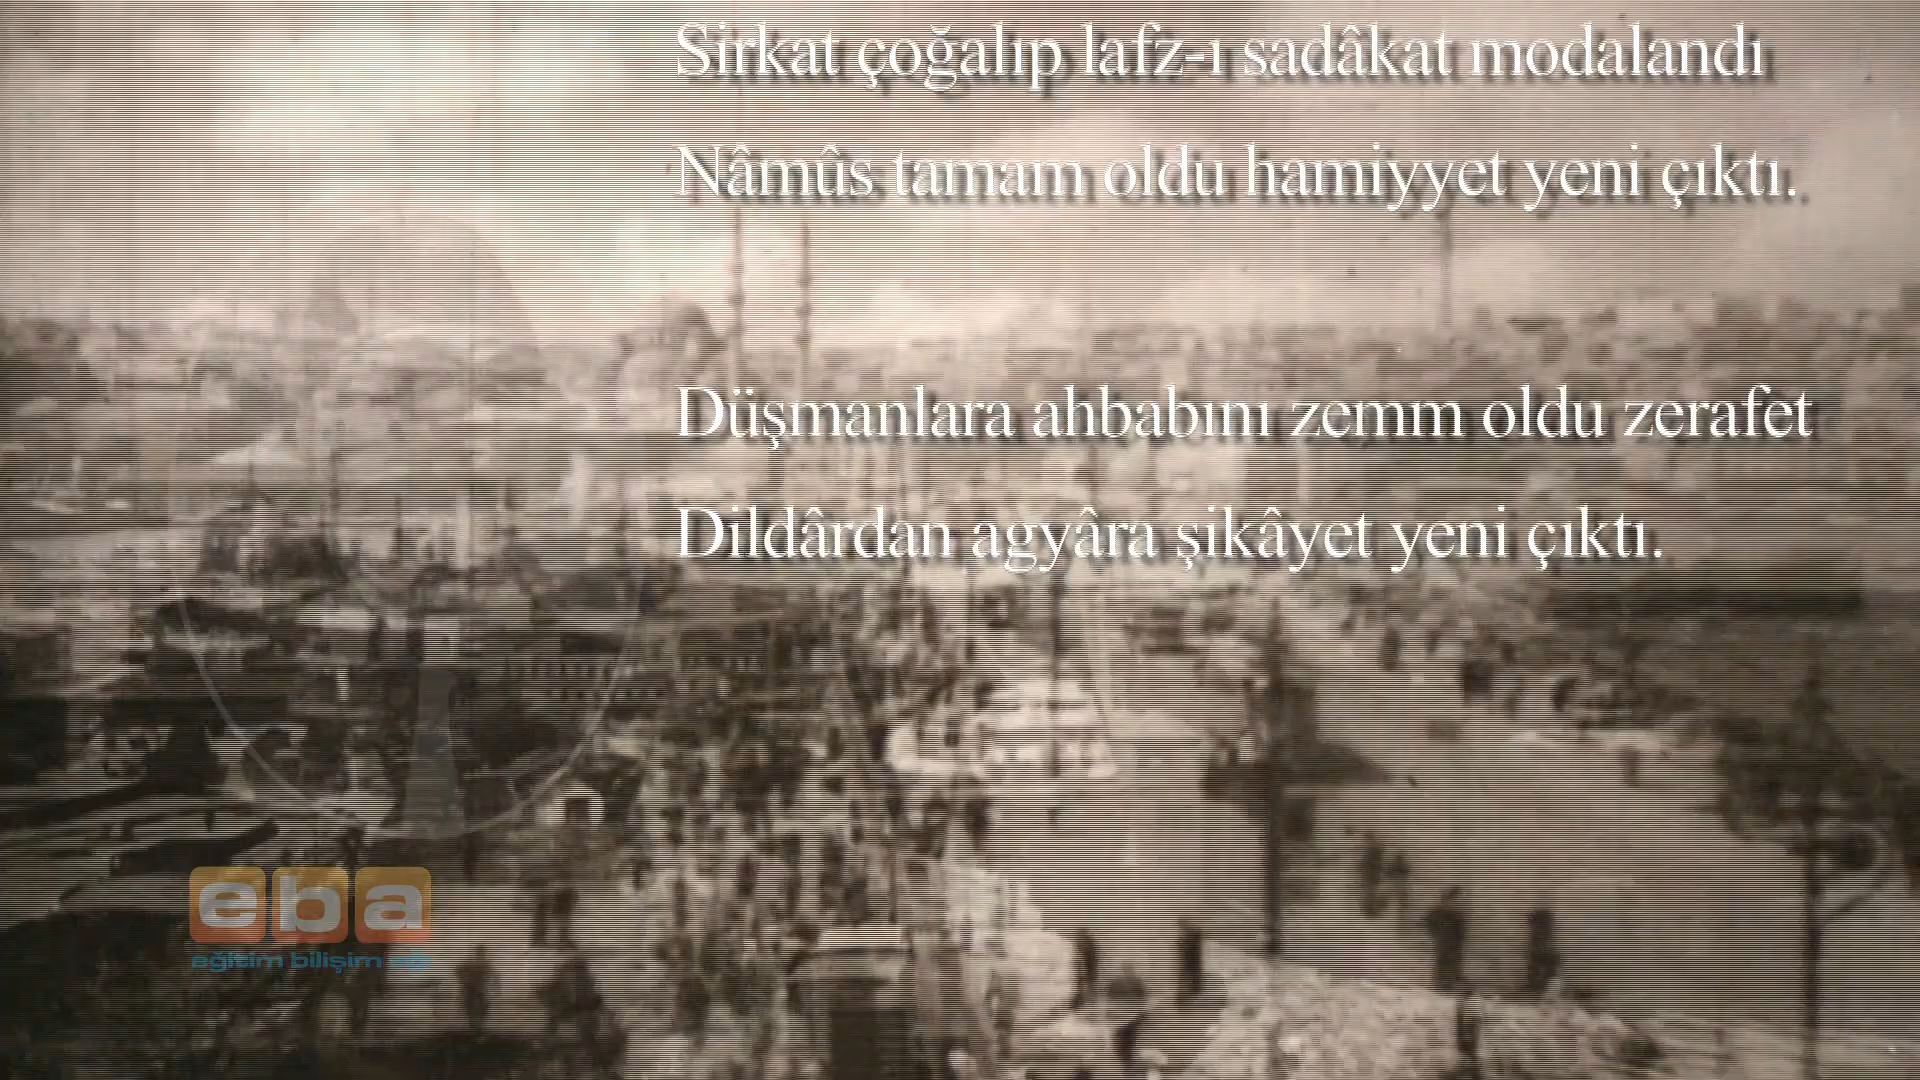 Sirkat çoğalıp lafz-ı sadâkat modalandı
Nâmûs tamam oldu hamiyyet yeni çıktı.
Düşmanlara ahbabını zemm oldu zerafet
Dildârdan agyâra şikâyet yeni çıktı.
eba
eğitim bilişim ağı